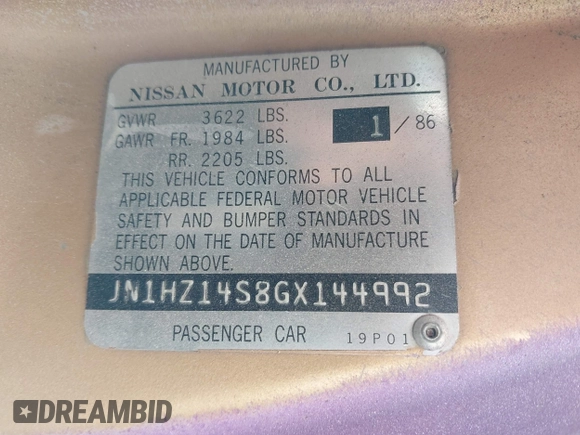 MANUFACTURED BY
NISSAN MOTOR CO., LTD.
GVWR 3622 LBS.
GAWR FR. 1984 LBS. 1 / 86
RR. 2205 LBS.
THIS VEHICLE CONFORMS TO ALL
APPLICABLE FEDERAL MOTOR VEHICLE
SAFETY AND BUMPER STANDARDS IN
EFFECT ON THE DATE OF MANUFACTURE
SHOWN ABOVE.
JN1HZ14S8GX144992
PASSENGER CAR 19P01
DREAMBID